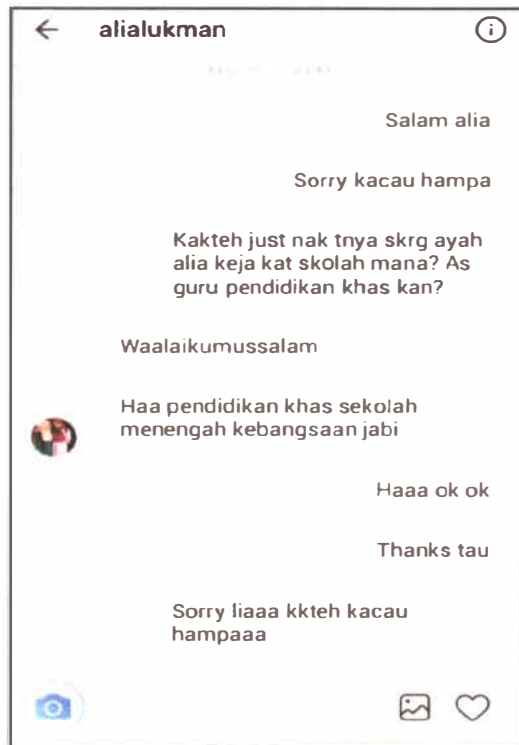 alialukman
Salam alia
Sorry kacau hampa
Kakteh just nak tnya skrg ayah
alia keja kat skolah mana? As
guru pendidikan khas kan?
Waalaikumussalam
Haa pendidikan khas sekolah
menengah kebangsaan jabi
Haaa ok ok
Thanks tau
Sorry liaaa kkteh kacau
hampaaa